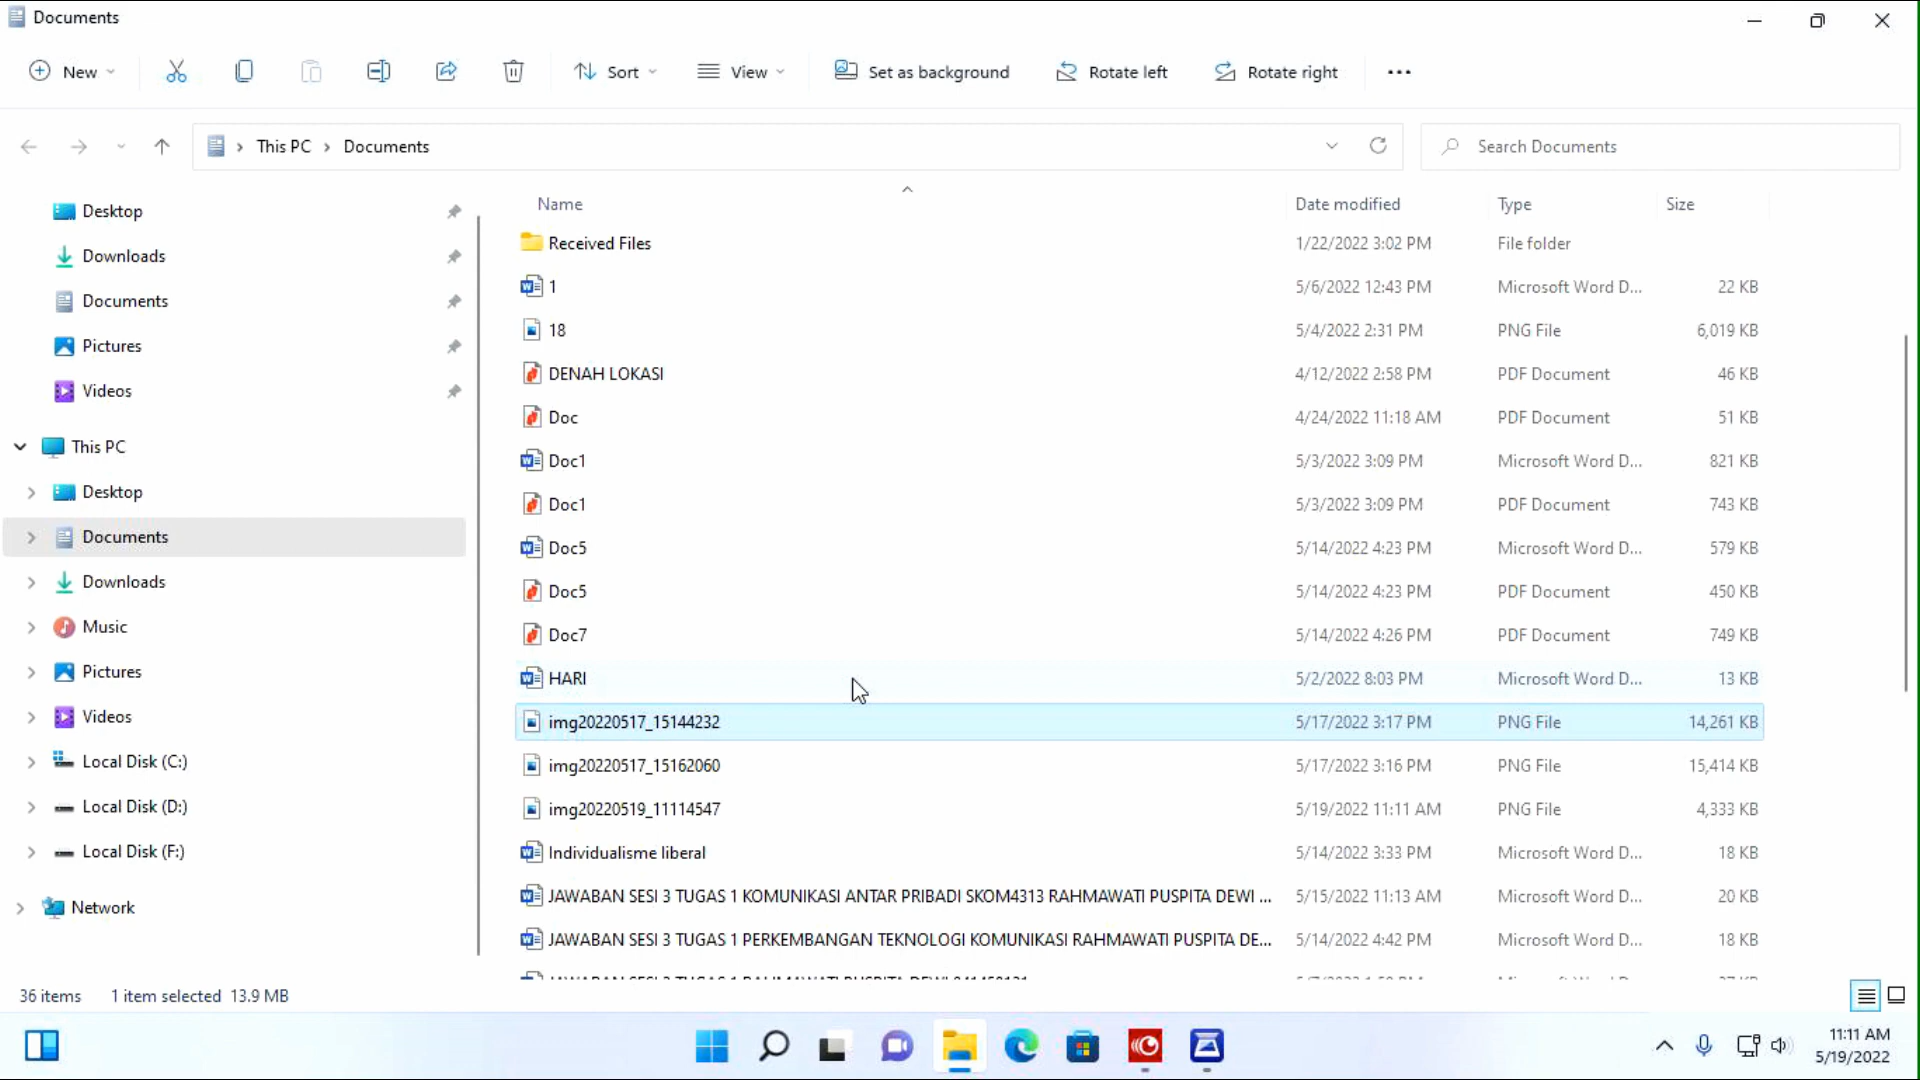 Documents
New
Sort
View
Set as background
Rotate left
Rotate right
This PC
Documents
Search Documents
Desktop
Downloads
Documents
Pictures
Videos
This PC
Desktop
Documents
Downloads
Music
Pictures
Videos
Local Disk (C:)
Local Disk (D:)
Local Disk (F:)
Network
Name Date modified Type Size
Received Files 1/22/2022 3:02 PM File folder
1 5/6/2022 12:43 PM Microsoft Word D... 22 KB
18 5/4/2022 2:31 PM PNG File 6,019 KB
DENAH LOKASI 4/12/2022 2:58 PM PDF Document 46 KB
Doc 4/24/2022 11:18 AM PDF Document 51 KB
Doc1 5/3/2022 3:09 PM Microsoft Word D... 821 KB
Doc1 5/3/2022 3:09 PM PDF Document 743 KB
Doc5 5/14/2022 4:23 PM Microsoft Word D... 579 KB
Doc5 5/14/2022 4:23 PM PDF Document 450 KB
Doc7 5/14/2022 4:26 PM PDF Document 749 KB
HARI 5/2/2022 8:03 PM Microsoft Word D... 13 KB
img20220517_15144232 5/17/2022 3:17 PM PNG File 14,261 KB
img20220517_15162060 5/17/2022 3:16 PM PNG File 15,414 KB
img20220519_11114547 5/19/2022 11:11 AM PNG File 4,333 KB
Individualisme liberal 5/14/2022 3:33 PM Microsoft Word D... 18 KB
JAWABAN SESI 3 TUGAS 1 KOMUNIKASI ANTAR PRIBADI SKOM4313 RAHMAWATI PUSPITA DEWI ... 5/15/2022 11:13 AM Microsoft Word D... 20 KB
JAWABAN SESI 3 TUGAS 1 PERKEMBANGAN TEKNOLOGI KOMUNIKASI RAHMAWATI PUSPITA DE... 5/14/2022 4:42 PM Microsoft Word D... 18 KB
36 items 1 item selected 13.9 MB
11:11 AM
5/19/2022